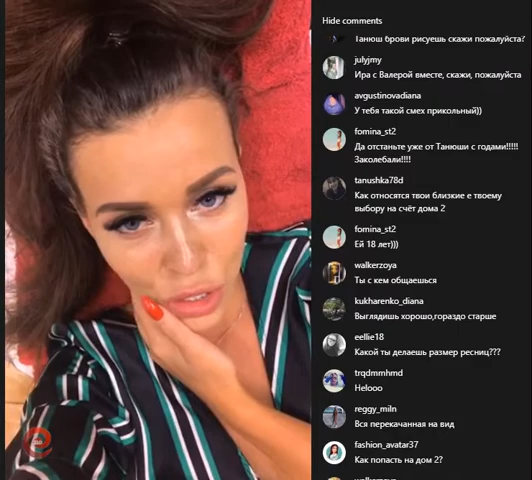 Hide comments
Танюш брови рисуешь скажи пожалуйста?
julyjmy
Ира с Валерой вместе, скажи, пожалуйста
avgustinovadiana
У тебя такой смех прикольный))
fomina_st2
Да отстаньте уже от Танюши с годами!!!!!
Заколебали!!!!
tanushka78d
Как относятся твои близкие е твоему
выбору на счёт дома 2
fomina_st2
Ей 18 лет)))
walkerzoya
Ты с кем общаешься
kukharenko_diana
Выглядишь хорошо,гораздо старше
eellie18
Какой ты делаешь размер ресниц???
trqdmmhmd
Helooo
reggy_miln
Вся перекачанная на вид
fashion_avatar37
Как попасть на дом 2?